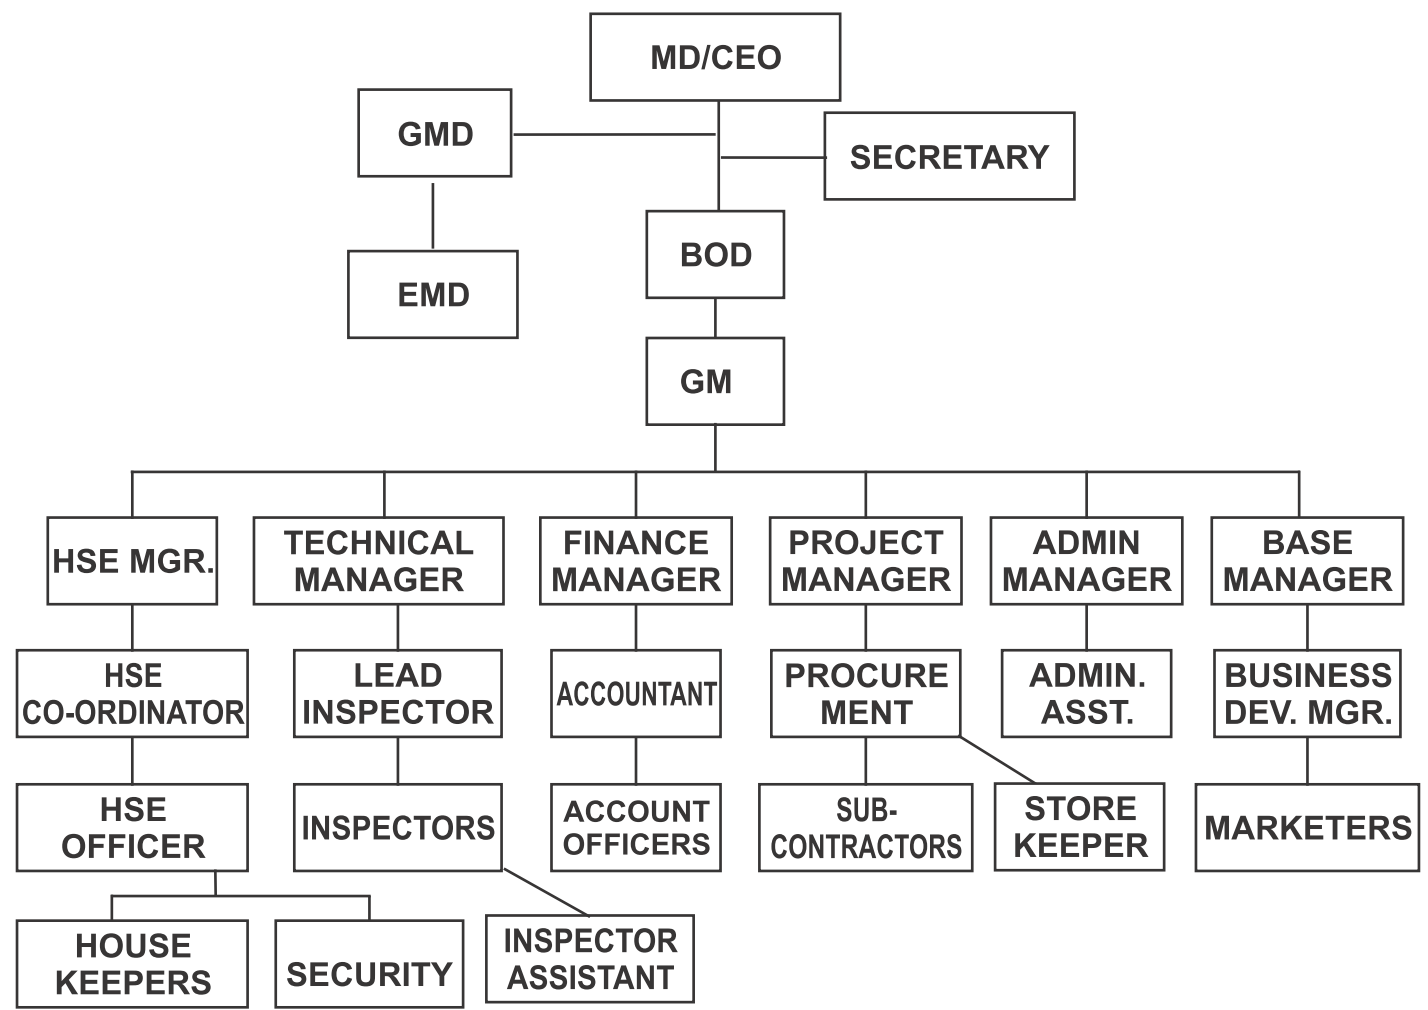 MD/CEO
GMD
SECRETARY
BOD
EMD
GM
HSE MGR.
TECHNICAL
MANAGER
FINANCE
MANAGER
PROJECT
MANAGER
ADMIN
MANAGER
BASE
MANAGER
HSE
CO-ORDINATOR
LEAD
INSPECTOR
ACCOUNTANT
PROCURE
MENT
ADMIN.
ASST.
BUSINESS
DEV. MGR.
HSE
OFFICER
INSPECTORS
ACCOUNT
OFFICERS
SUB-
CONTRACTORS
STORE
KEEPER
MARKETERS
HOUSE
KEEPERS
SECURITY
INSPECTOR
ASSISTANT